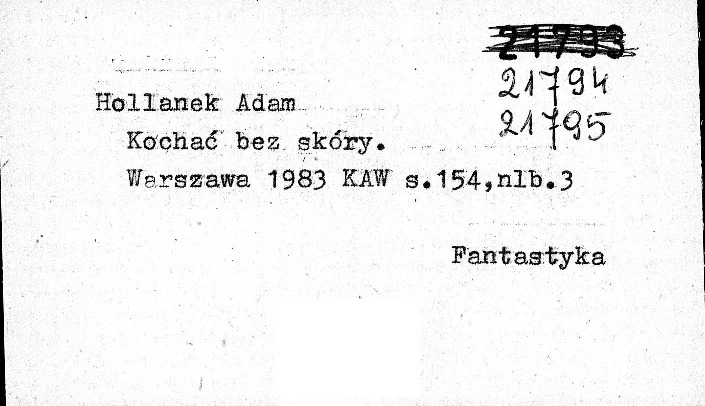 21793
21794
Hollanek Adam
21795
Kochać bez skóry.
Warszawa 1983 KAW s.154,nlb.3
Fantastyka